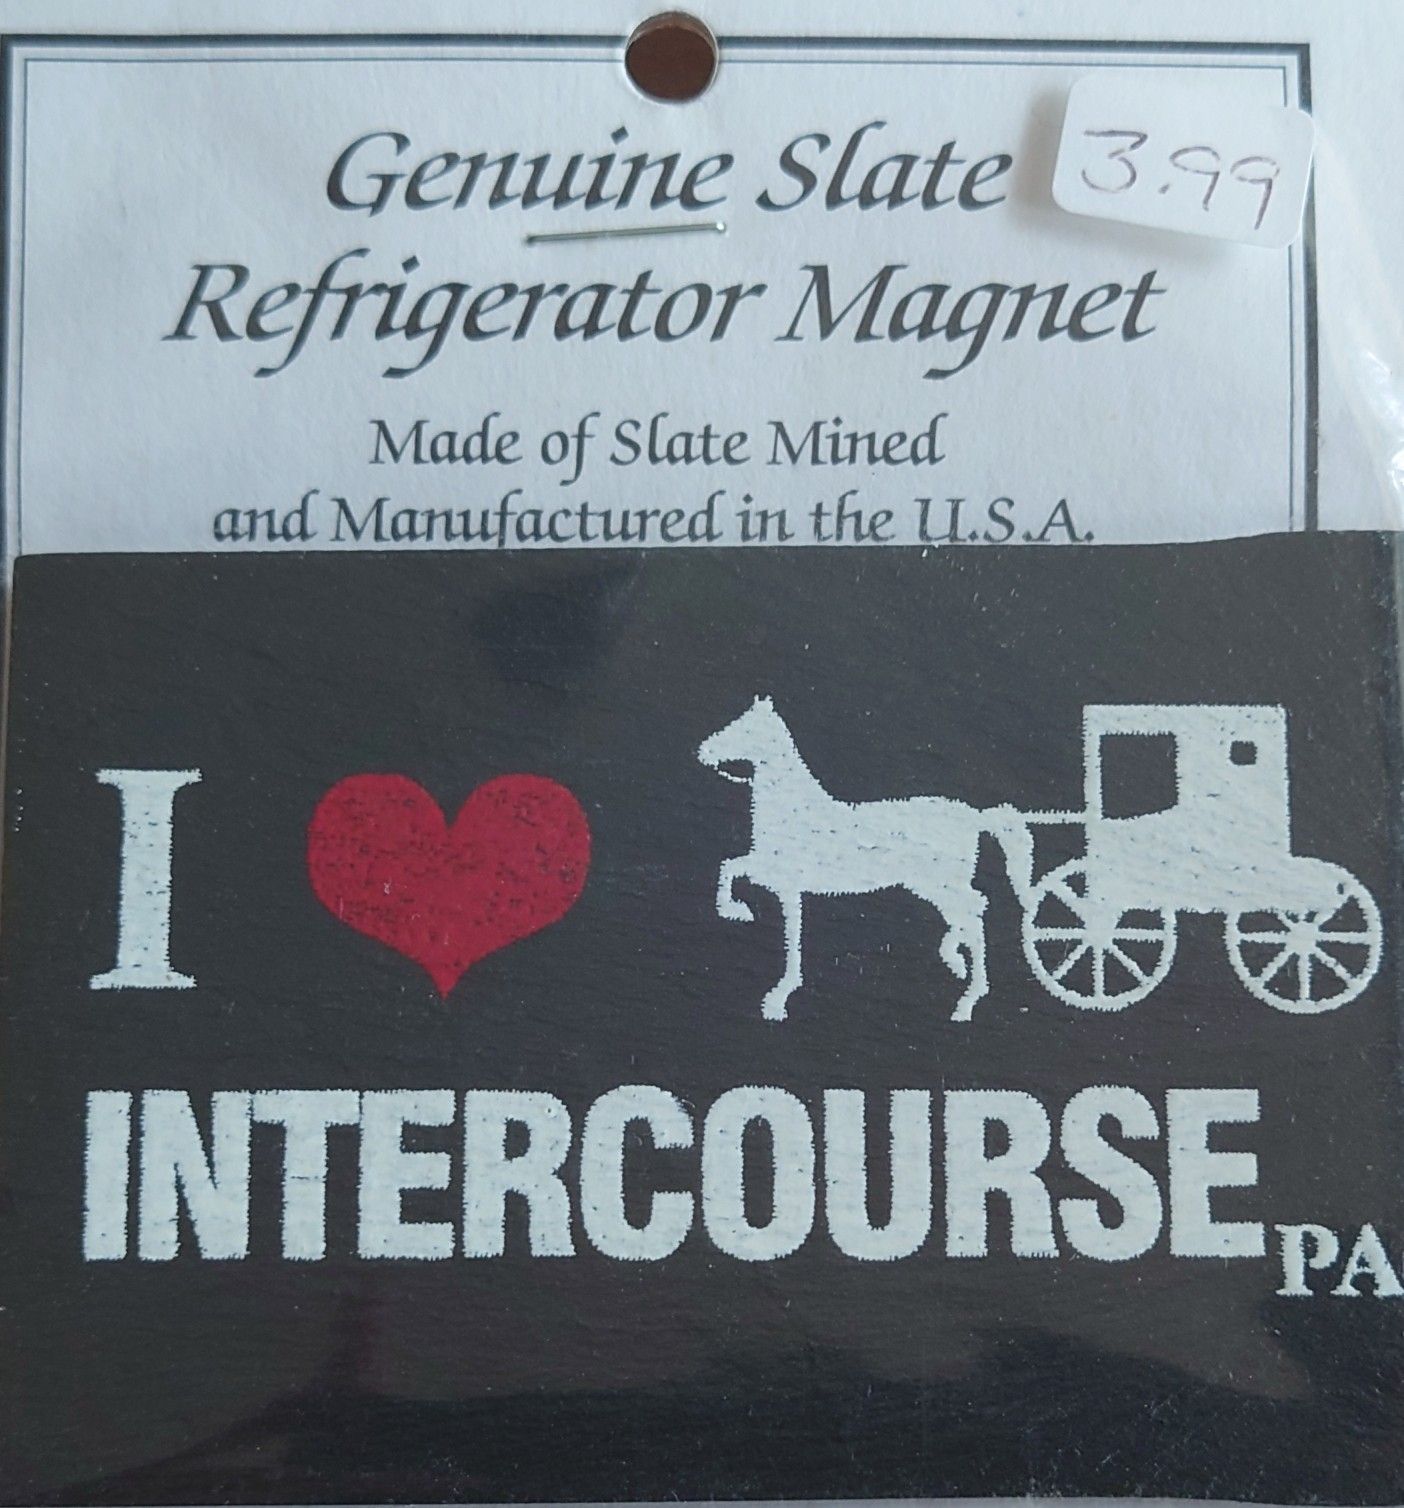 Genuine Slate
3.99
Refrigerator Magnet
Made of Slate Mined
and Manufactured in the U.S.A.
I
INTERCOURSE
PA